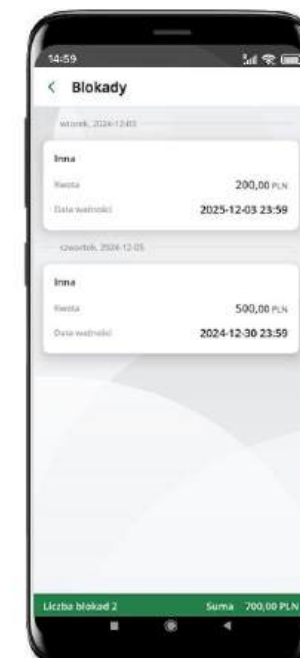 14:59
Blokady
wtorek, 2024-12-03
Inna
Kwota 200,00 PLN
Data ważności 2025-12-03 23:59
czwartek, 2024-12-05
Inna
Kwota 500,00 PLN
Data ważności 2024-12-30 23:59
Liczba blokad 2 Suma 700,00 PLN